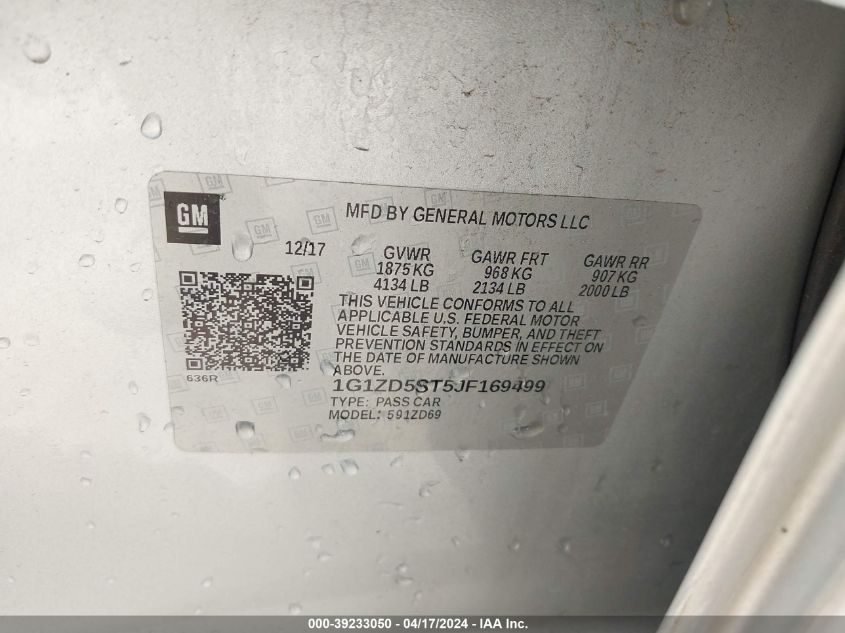 GM
MFD BY GENERAL MOTORS LLC
12/17
GVWR GAWR FRT GAWR RR
1875 KG 968 KG 907 KG
4134 LB 2134 LB 2000 LB
THIS VEHICLE CONFORMS TO ALL
APPLICABLE U.S. FEDERAL MOTOR
VEHICLE SAFETY, BUMPER, AND THEFT
PREVENTION STANDARDS IN EFFECT ON
THE DATE OF MANUFACTURE SHOWN
ABOVE.
636R
1G1ZD5ST5JF169499
TYPE: PASS CAR
MODEL: 591ZD69
000-39233050 - 04/17/2024 - IAA Inc.